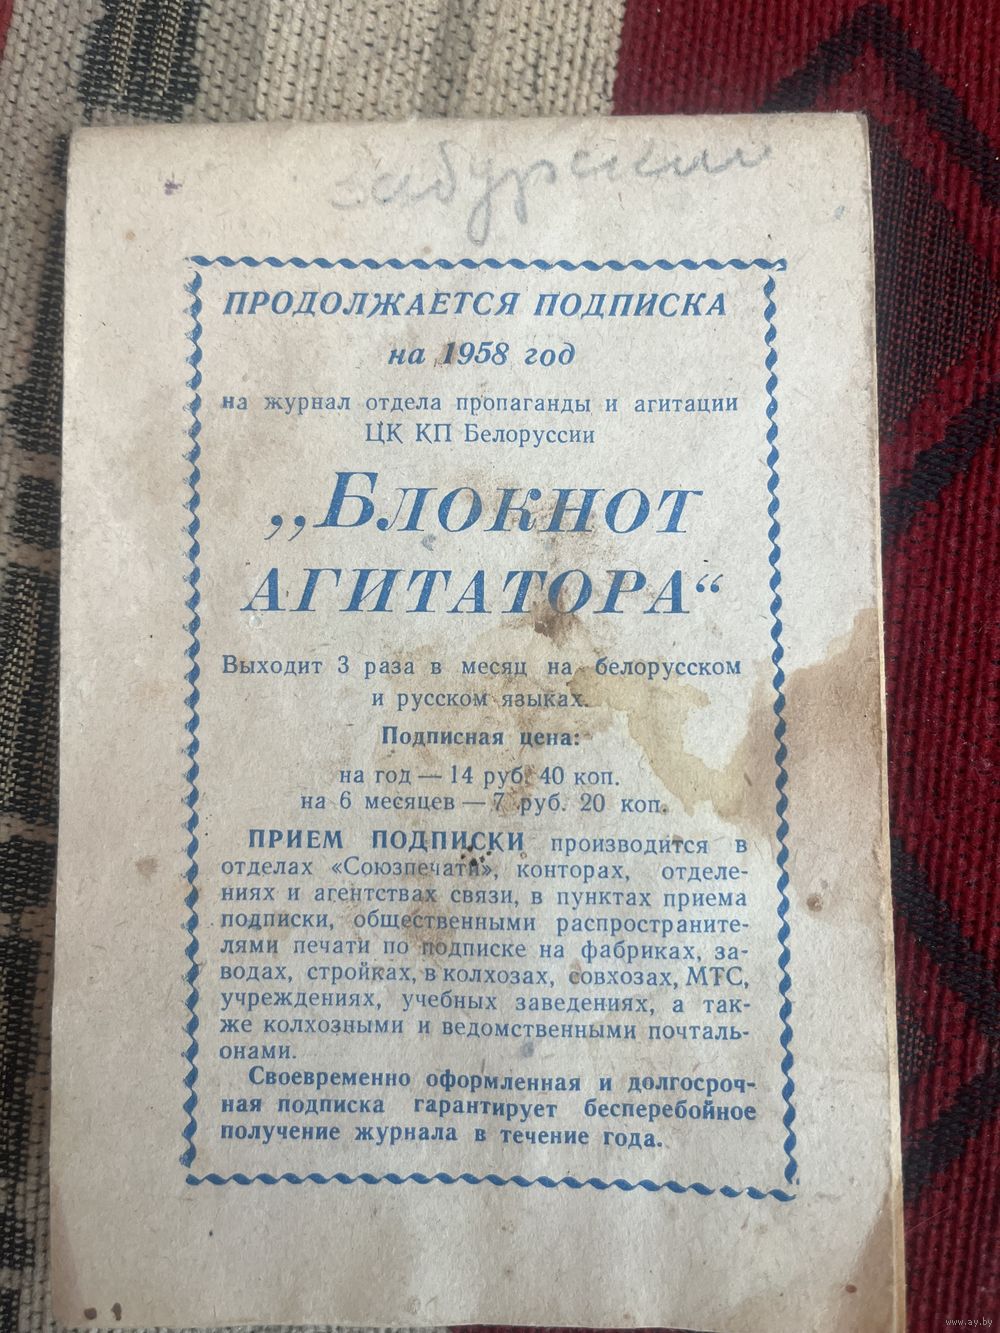 ПРОДОЛЖАЕТСЯ ПОДПИСКА
на 1958 год
на журнал отдела пропаганды и агитации
ЦК КП Белоруссии
„Блокнот
агитатора“
Выходит 3 раза в месяц на белорусском
и русском языках.
Подписная цена:
на год — 14 руб. 40 коп.
на 6 месяцев — 7 руб. 20 коп.
ПРИЕМ ПОДПИСКИ производится в
отделах «Союзпечати», конторах, отделе-
ниях и агентствах связи, в пунктах приема
подписки, общественными распространите-
лями печати по подписке на фабриках, за-
водах, стройках, в колхозах, совхозах, МТС,
учреждениях, учебных заведениях, а так-
же колхозными и ведомственными почталь-
онами.
Своевременно оформленная и долгосроч-
ная подписка гарантирует бесперебойное
получение журнала в течение года.
www.ay.by